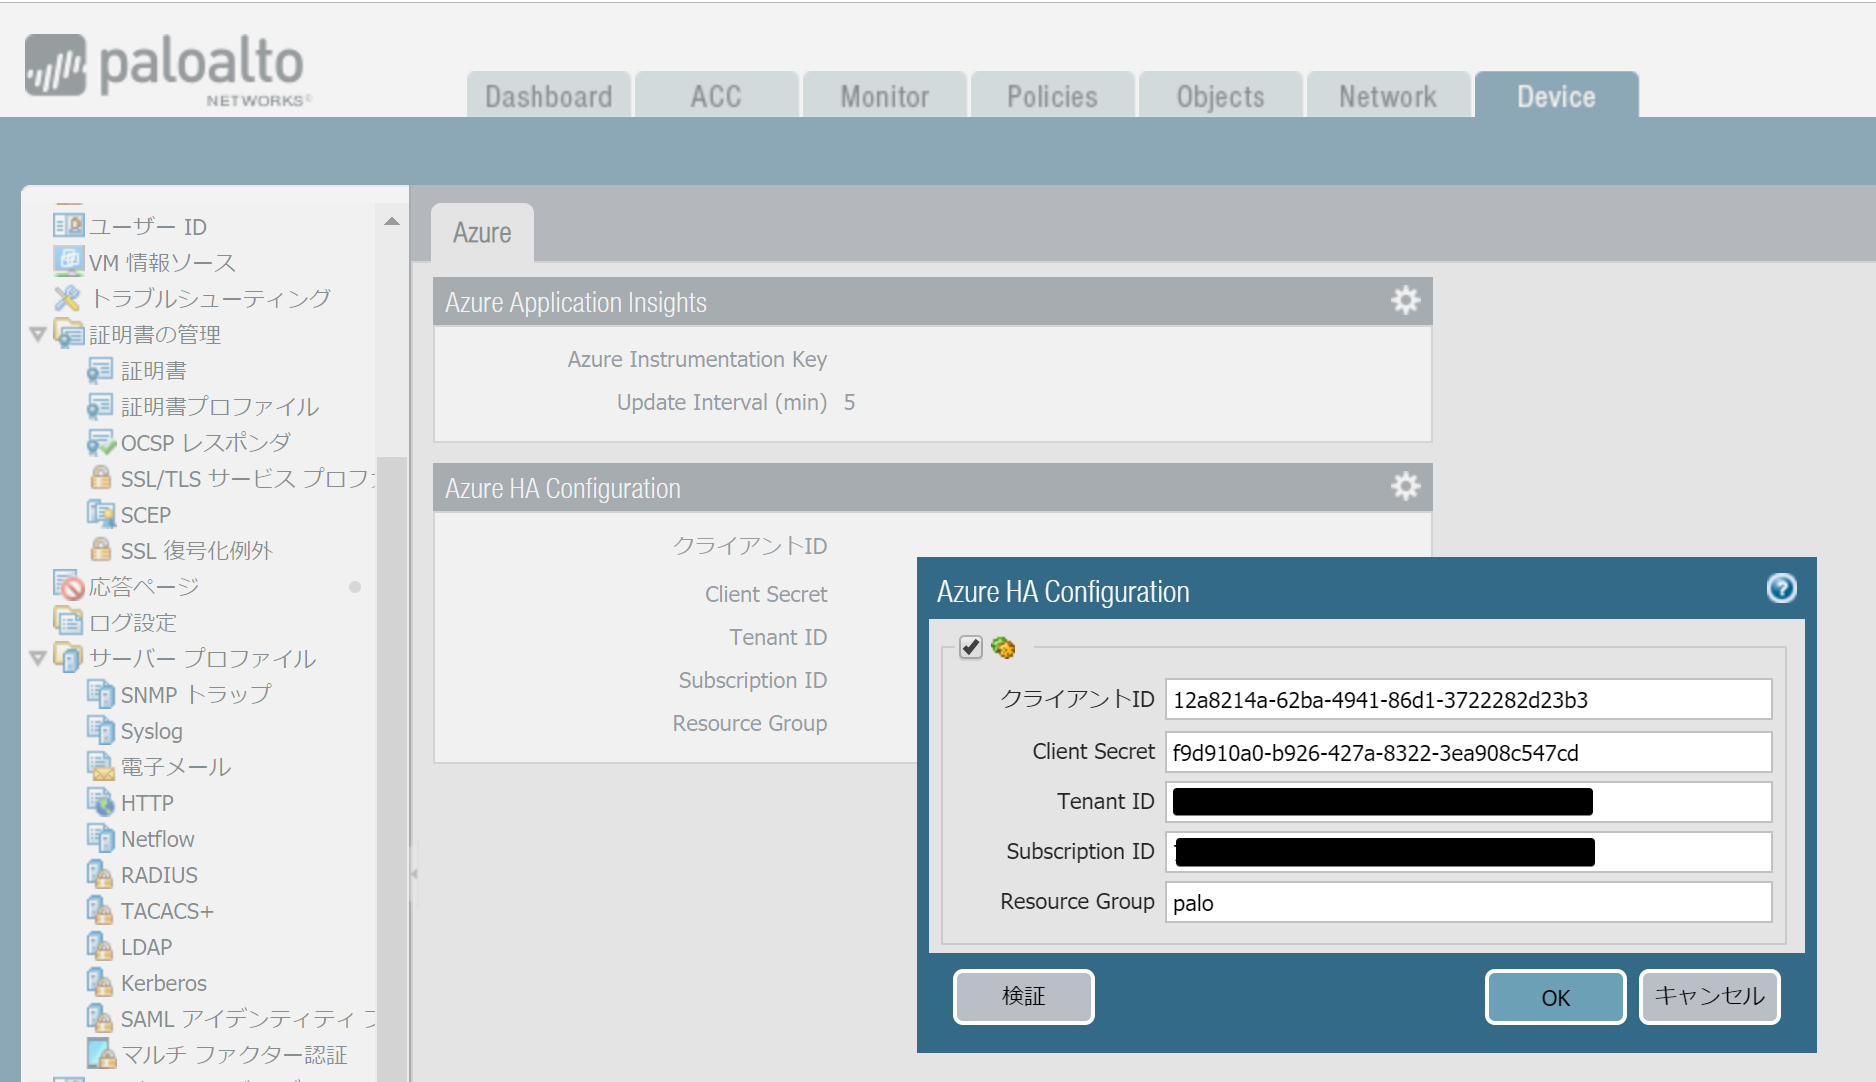 paloalto
NETWORKS
Dashboard
ACC
Monitor
Policies
Objects
Network
Device
ユーザー ID
VM 情報ソース
トラブルシューティング
証明書の管理
証明書
証明書プロファイル
OCSP レスポンダ
SSL/TLS サービス プロフ
SCEP
SSL 復号化例外
応答ページ
ログ設定
サーバー プロファイル
SNMP トラップ
Syslog
電子メール
HTTP
Netflow
RADIUS
TACACS+
LDAP
Kerberos
SAML アイデンティティ
マルチ ファクター認証
Azure
Azure Application Insights
Azure Instrumentation Key
Update Interval (min) 5
Azure HA Configuration
クライアントID
Client Secret
Tenant ID
Subscription ID
Resource Group
Azure HA Configuration
クライアントID 12a8214a-62ba-4941-86d1-3722282d23b3
Client Secret f9d910a0-b926-427a-8322-3ea908c547cd
Tenant ID
Subscription ID
Resource Group palo
検証
OK
キャンセル